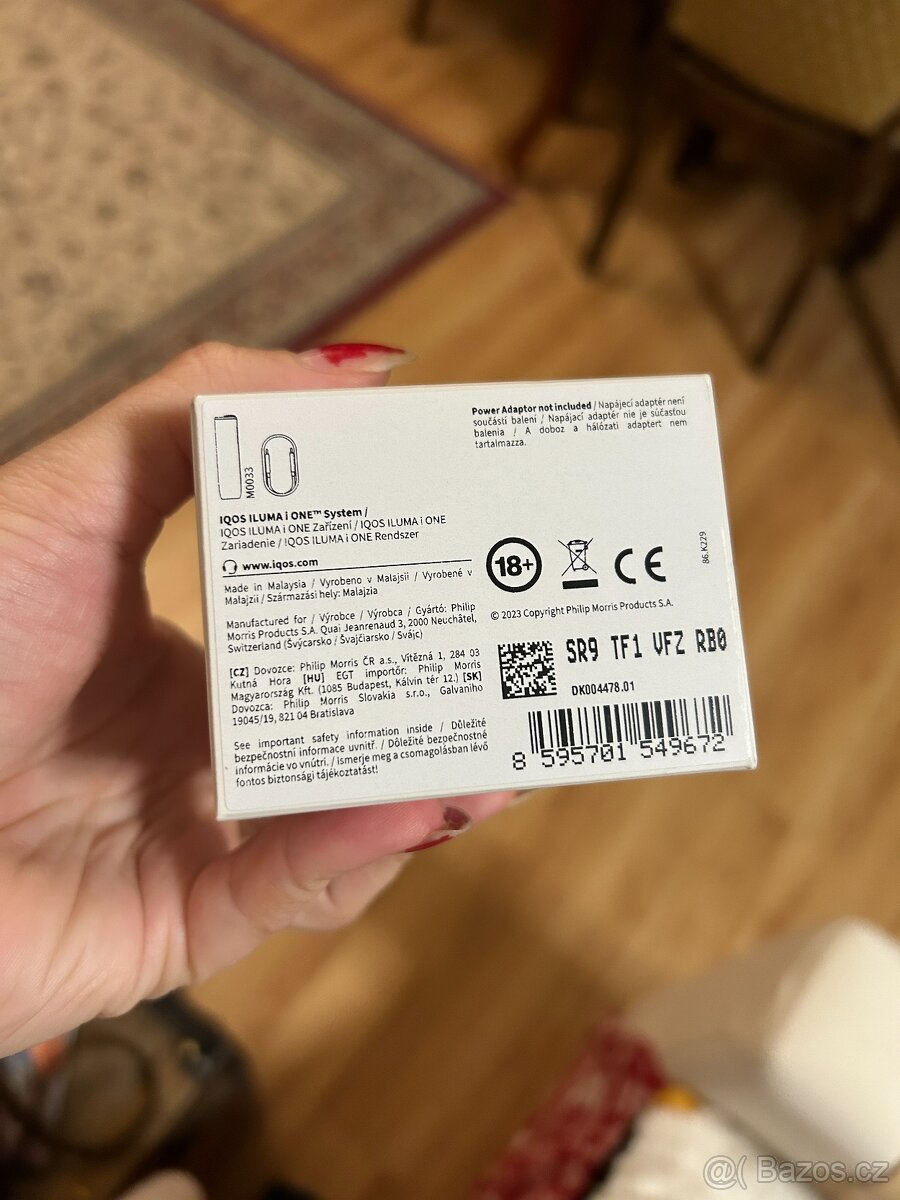 Power Adaptor not included / Napájecí adaptér není
součástí balení / Napájací adaptér nie je súčasťou
balenia / A doboz a hálózati adaptert nem
tartalmazza.
M0033
IQOS ILUMA i ONE™ System /
IQOS ILUMA i ONE Zařízení / IQOS ILUMA i ONE
Zariadenie / IQOS ILUMA i ONE Rendszer
www.iqos.com
Made in Malaysia / Vyrobeno v Malajsii / Vyrobené v
Malajzii / Származási hely: Malajzia
Manufactured for / Výrobce / Výrobca / Gyártó: Philip
Morris Products S.A. Quai Jeanrenaud 3, 2000 Neuchâtel,
Switzerland (Švýcarsko / Švajčiarsko / Svájc)
[CZ] Dovozce: Philip Morris ČR a.s., Vítězná 1, 284 03
Kutná Hora [HU] EGT importőr: Philip Morris
Magyarország Kft. (1085 Budapest, Kálvin tér 12.) [SK]
Dovozca: Philip Morris Slovakia s.r.o., Galvaniho
19045/19, 821 04 Bratislava
See important safety information inside / Důležité
bezpečnostní informace uvnitř. / Dôležité bezpečnostné
informácie vo vnútri. / Ismerje meg a csomagolásban lévő
fontos biztonsági tájékoztatást!
18+
CE
86.K229
© 2023 Copyright Philip Morris Products S.A.
SR9 TF1 VFZ RB0
DK004478.01
8 595701 549672
@( Bazos.cz